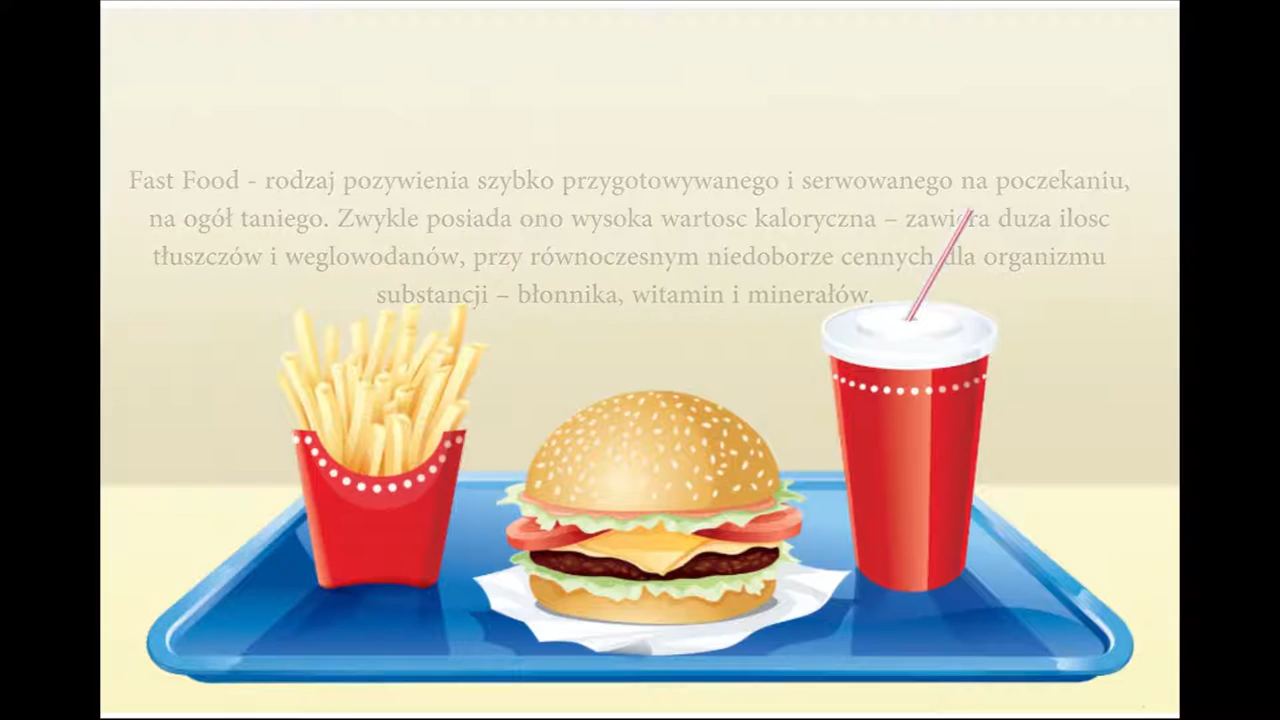 Fast Food - rodzaj pozywienia szybko przygotowywanego i serwowanego na poczekaniu,
na ogół taniego. Zwykle posiada ono wysoka wartosc kaloryczna – zawiera duza ilosc
tłuszczów i weglowodanów, przy równoczesnym niedoborze cennych dla organizmu
substancji – błonnika, witamin i minerałów.